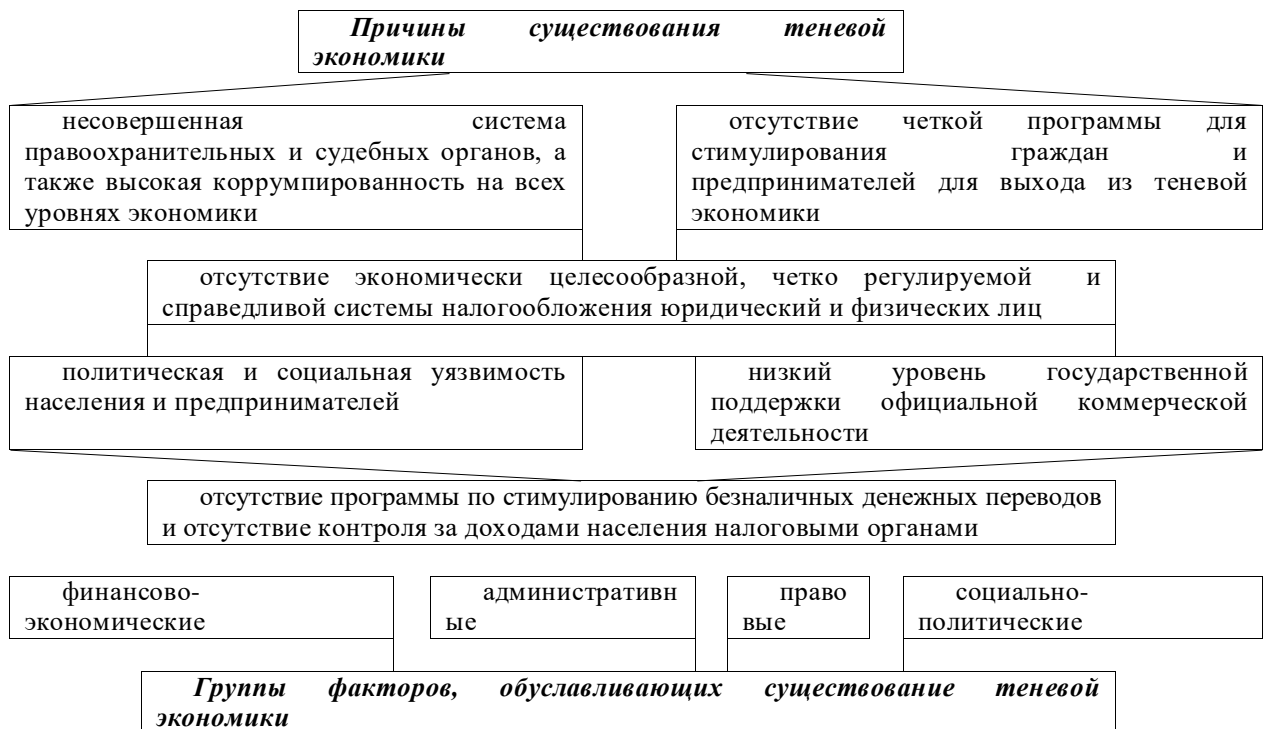 Причины существования теневой
экономики
несовершенная система
правоохранительных и судебных органов, а
также высокая коррумпированность на всех
уровнях экономики
отсутствие четкой программы для
стимулирования граждан и
предпринимателей для выхода из теневой
экономики
отсутствие экономически целесообразной, четко регулируемой и
справедливой системы налогообложения юридический и физических лиц
политическая и социальная уязвимость
населения и предпринимателей
низкий уровень государственной
поддержки официальной коммерческой
деятельности
отсутствие программы по стимулированию безналичных денежных переводов
и отсутствие контроля за доходами населения налоговыми органами
финансово-
экономические
административн
ые
право
вые
социально-
политические
Группы факторов, обуславливающих существование теневой
экономики